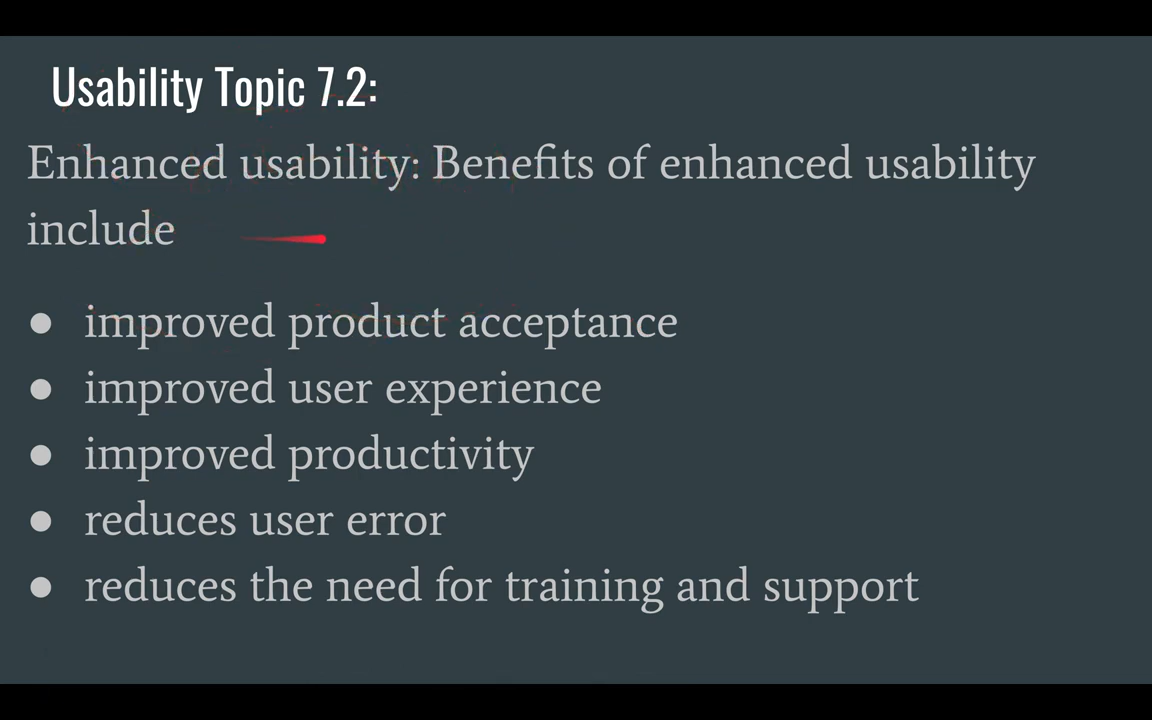 Usability Topic 7.2:
Enhanced usability: Benefits of enhanced usability
include
● improved product acceptance
● improved user experience
● improved productivity
● reduces user error
● reduces the need for training and support